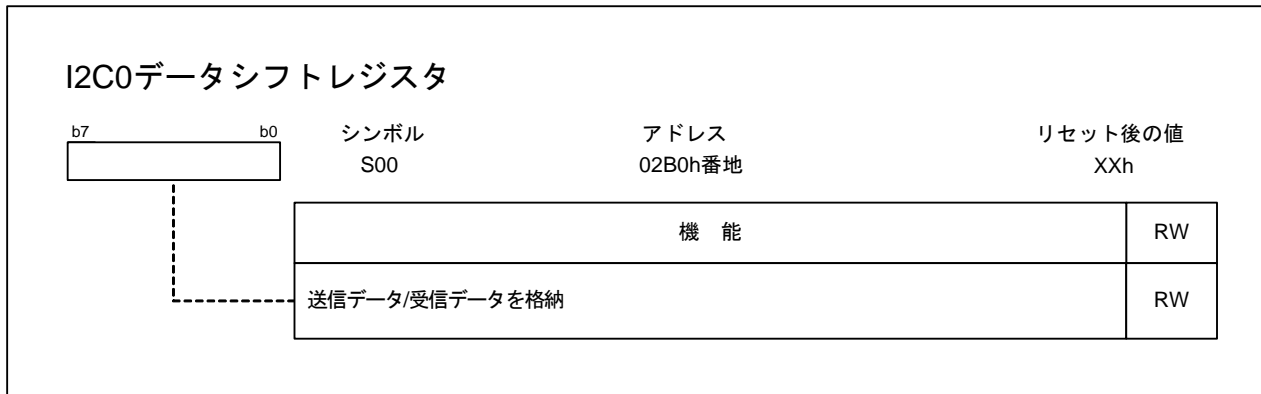 I2C0データシフトレジスタ
b7 b0 シンボル アドレス リセット後の値
S00 02B0h番地 XXh
機 能 RW
送信データ/受信データを格納 RW